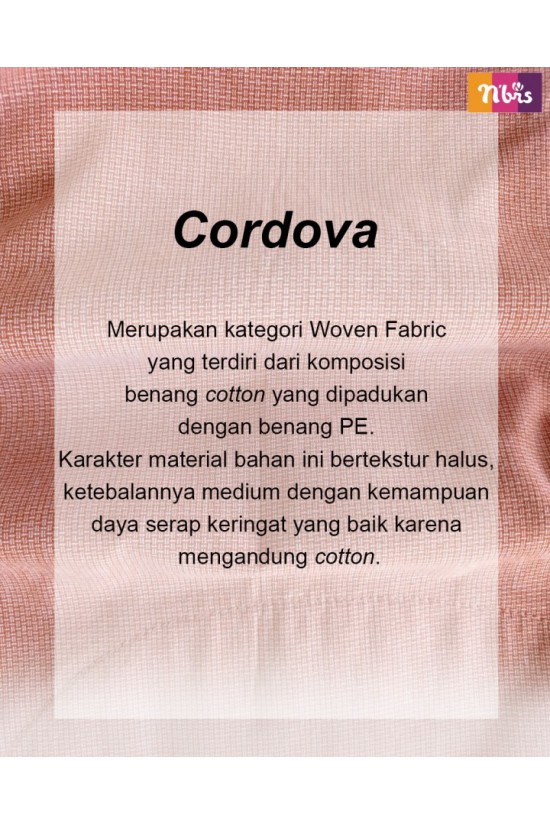 Nbrs
Cordova
Merupakan kategori Woven Fabric
yang terdiri dari komposisi
benang cotton yang dipadukan
dengan benang PE.
Karakter material bahan ini bertekstur halus,
ketebalannya medium dengan kemampuan
daya serap keringat yang baik karena
mengandung cotton.